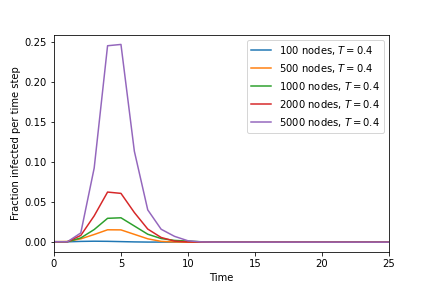 0.25
0.20
0.15
0.10
0.05
0.00
Fraction infected per time step
100 nodes, T = 0.4
500 nodes, T = 0.4
1000 nodes, T = 0.4
2000 nodes, T = 0.4
5000 nodes, T = 0.4
0 5 10 15 20 25
Time